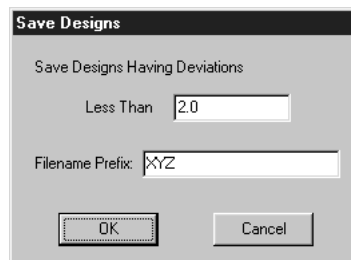 Save Designs
Save Designs Having Deviations
Less Than 2.0
Filename Prefix: XYZ
OK Cancel